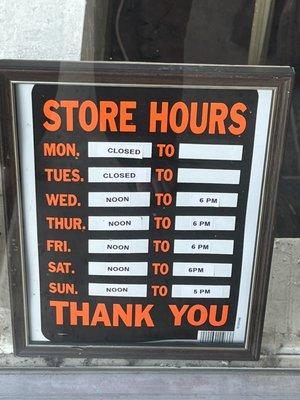 STORE HOURS
MON. CLOSED TO
TUES. CLOSED TO
WED. NOON TO 6 PM
THUR. NOON TO 6 PM
FRI. NOON TO 6 PM
SAT. NOON TO 6PM
SUN. NOON TO 5 PM
THANK YOU